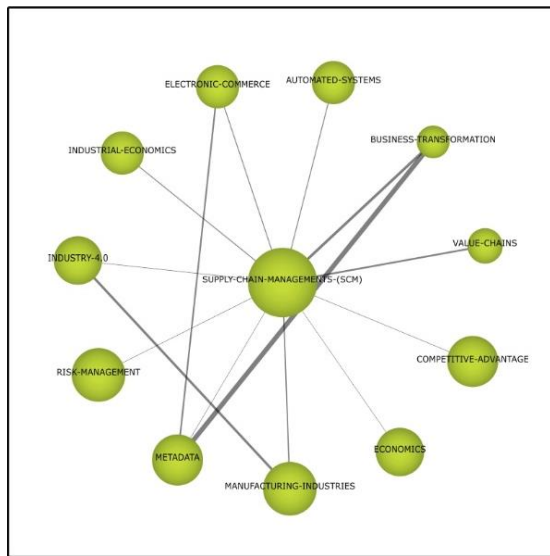 AUTOMATED-SYSTEMS
ELECTRONIC-COMMERCE
BUSINESS-TRANSFORMATION
INDUSTRIAL-ECONOMICS
VALUE-CHAINS
INDUSTRY-4.0
SUPPLY-CHAIN-MANAGEMENTS-(SCM)
COMPETITIVE-ADVANTAGE
RISK-MANAGEMENT
ECONOMICS
METADATA
MANUFACTURING-INDUSTRIES